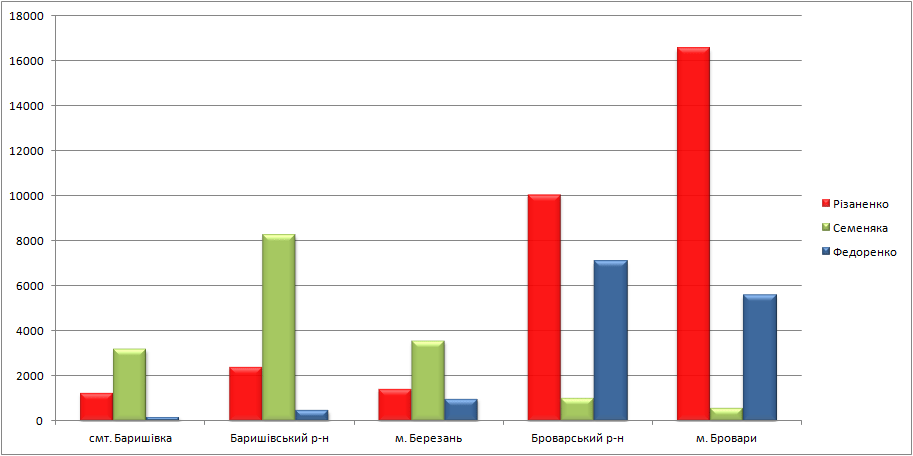 18000
16000
14000
12000
10000
8000
6000
4000
2000
0
смт. Баришівка
Баришівський р-н
м. Березань
Броварський р-н
м. Бровари
Різаненко
Семеняка
Федоренко